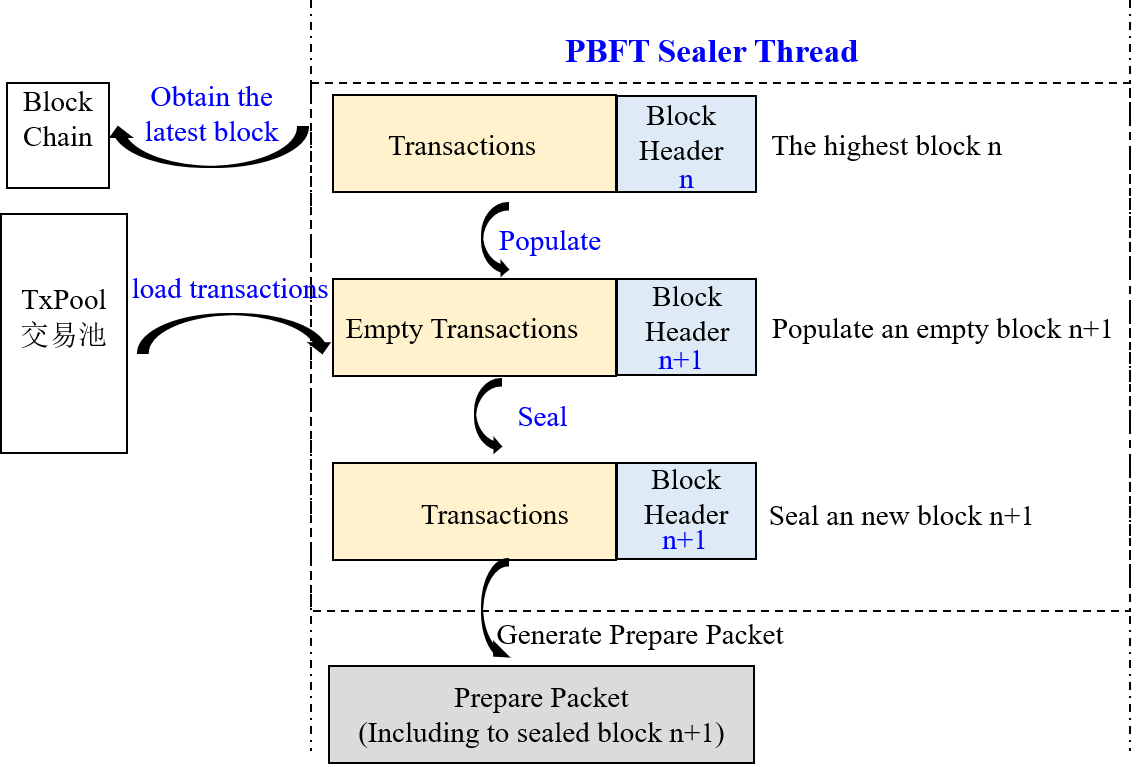 PBFT Sealer Thread
Block
Chain
Obtain the
latest block
Transactions
Block
Header
n
The highest block n
Populate
TxPool
交易池
load transactions
Empty Transactions
Block
Header
n+1
Populate an empty block n+1
Seal
Transactions
Block
Header
n+1
Seal an new block n+1
Generate Prepare Packet
Prepare Packet
(Including to sealed block n+1)